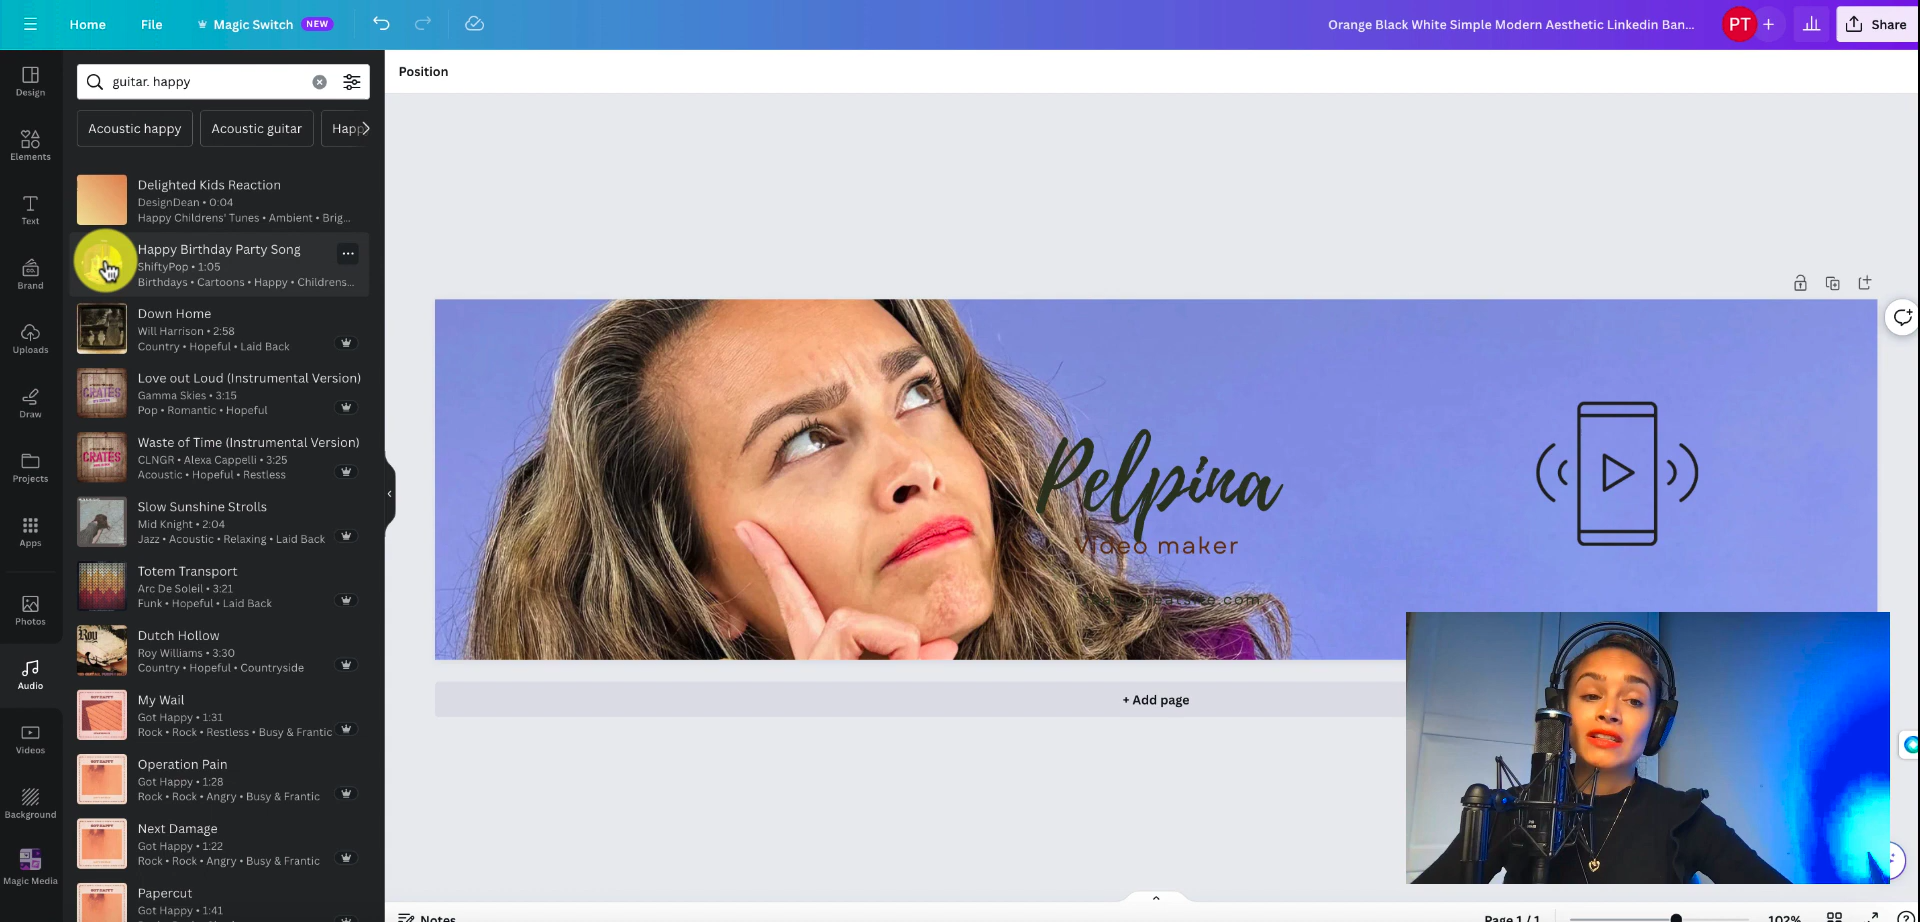 Home
File
Magic Switch NEW
Orange Black White Simple Modern Aesthetic Linkedin Ban...
PT
Share
Design
Elements
Text
Brand
Uploads
Draw
Projects
Apps
Photos
Audio
Videos
Background
Magic Media
guitar. happy
Acoustic happy
Acoustic guitar
Happ
Delighted Kids Reaction
DesignDean • 0:04
Happy Childrens' Tunes • Ambient • Brig...
Happy Birthday Party Song
ShiftyPop • 1:05
Birthdays • Cartoons • Happy • Childrens...
Down Home
Will Harrison • 2:58
Country • Hopeful • Laid Back
Love out Loud (Instrumental Version)
Gamma Skies • 3:15
Pop • Romantic • Hopeful
CRATES
Waste of Time (Instrumental Version)
CLNGR • Alexa Cappelli • 3:25
Acoustic • Hopeful • Restless
CRATES
Slow Sunshine Strolls
Mid Knight • 2:04
Jazz • Acoustic • Relaxing • Laid Back
Totem Transport
Arc De Soleil • 3:21
Funk • Hopeful • Laid Back
Roy
Dutch Hollow
Roy Williams • 3:30
Country • Hopeful • Countryside
My Wail
Got Happy • 1:31
Rock • Rock • Restless • Busy & Frantic
Operation Pain
Got Happy • 1:28
Rock • Rock • Angry • Busy & Frantic
Next Damage
Got Happy • 1:22
Rock • Rock • Angry • Busy & Frantic
Papercut
Got Happy • 1:41
Position
Pelpina
Video maker
+ Add page
Notes
Page 1 / 1
102%